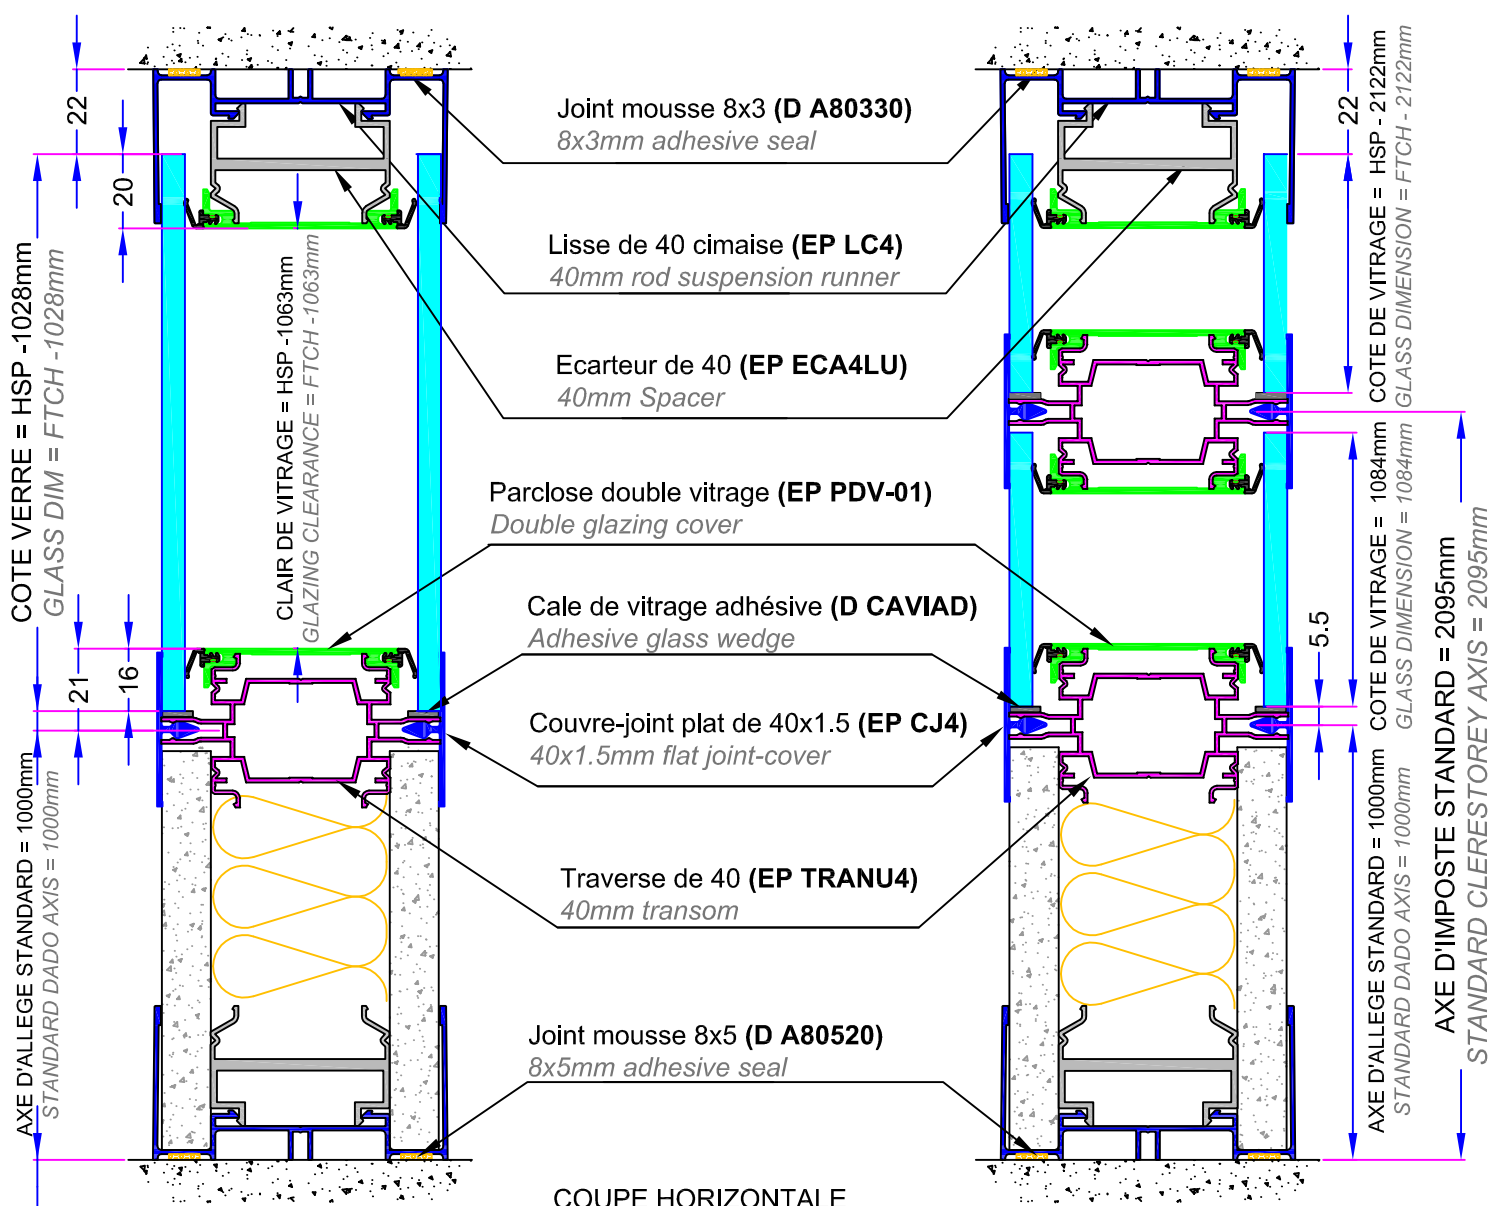 Joint mousse 8x3 (D A80330)
8x3mm adhesive seal
Lisse de 40 cimaise (EP LC4)
40mm rod suspension runner
Ecarteur de 40 (EP ECA4LU)
40mm Spacer
Parclose double vitrage (EP PDV-01)
Double glazing cover
Cale de vitrage adhésive (D CAVIAD)
Adhesive glass wedge
Couvre-joint plat de 40x1.5 (EP CJ4)
40x1.5mm flat joint-cover
Traverse de 40 (EP TRANU4)
40mm transom
Joint mousse 8x5 (D A80520)
8x5mm adhesive seal
COUPE HORIZONTALE
22
20
COTE VERRE = HSP -1028mm
GLASS DIM = FTCH -1028mm
CLAIR DE VITRAGE = HSP -1063mm
GLAZING CLEARANCE = FTCH -1063mm
21
16
AXE D'ALLEGE STANDARD = 1000mm
STANDARD DADO AXIS = 1000mm
22
COTE DE VITRAGE = HSP - 2122mm
GLASS DIMENSION = FTCH - 2122mm
COTE DE VITRAGE = 1084mm
GLASS DIMENSION = 1084mm
5.5
AXE D'ALLEGE STANDARD = 1000mm
STANDARD DADO AXIS = 1000mm
AXE D'IMPOSTE STANDARD = 2095mm
STANDARD CLERESTOREY AXIS = 2095mm